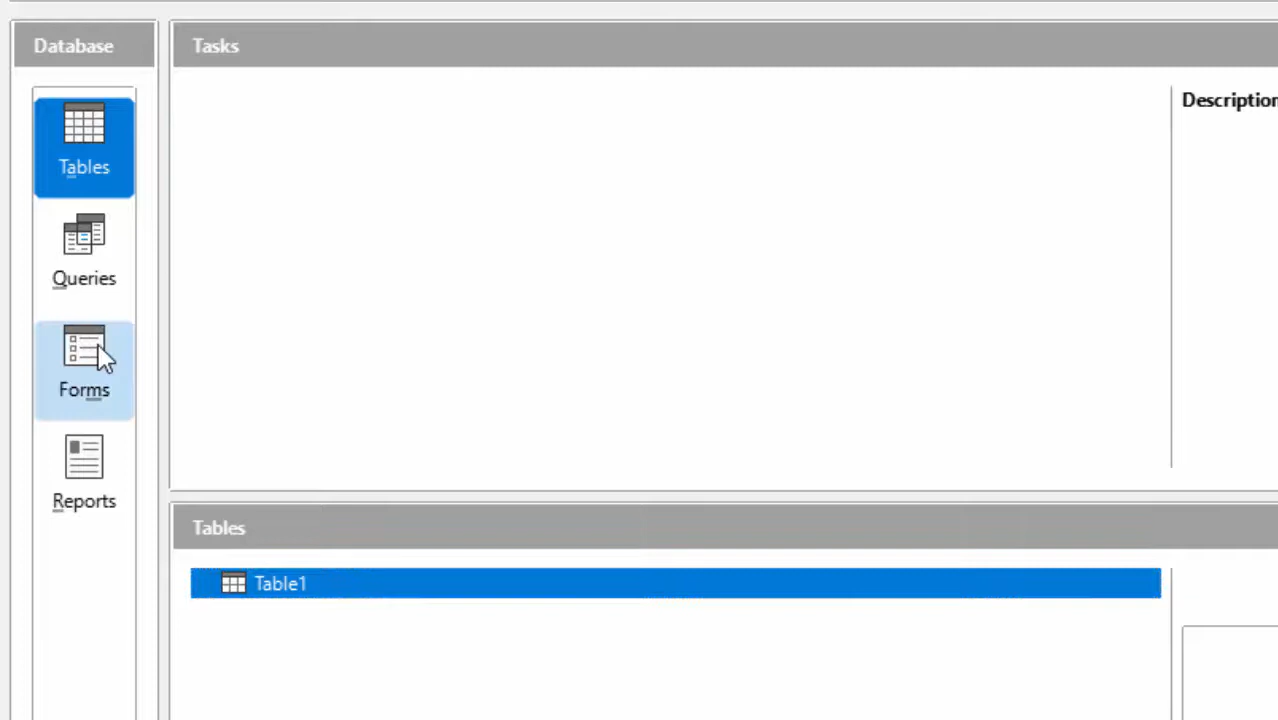 Database
Tasks
Tables
Queries
Forms
Reports
Description
Tables
Table1